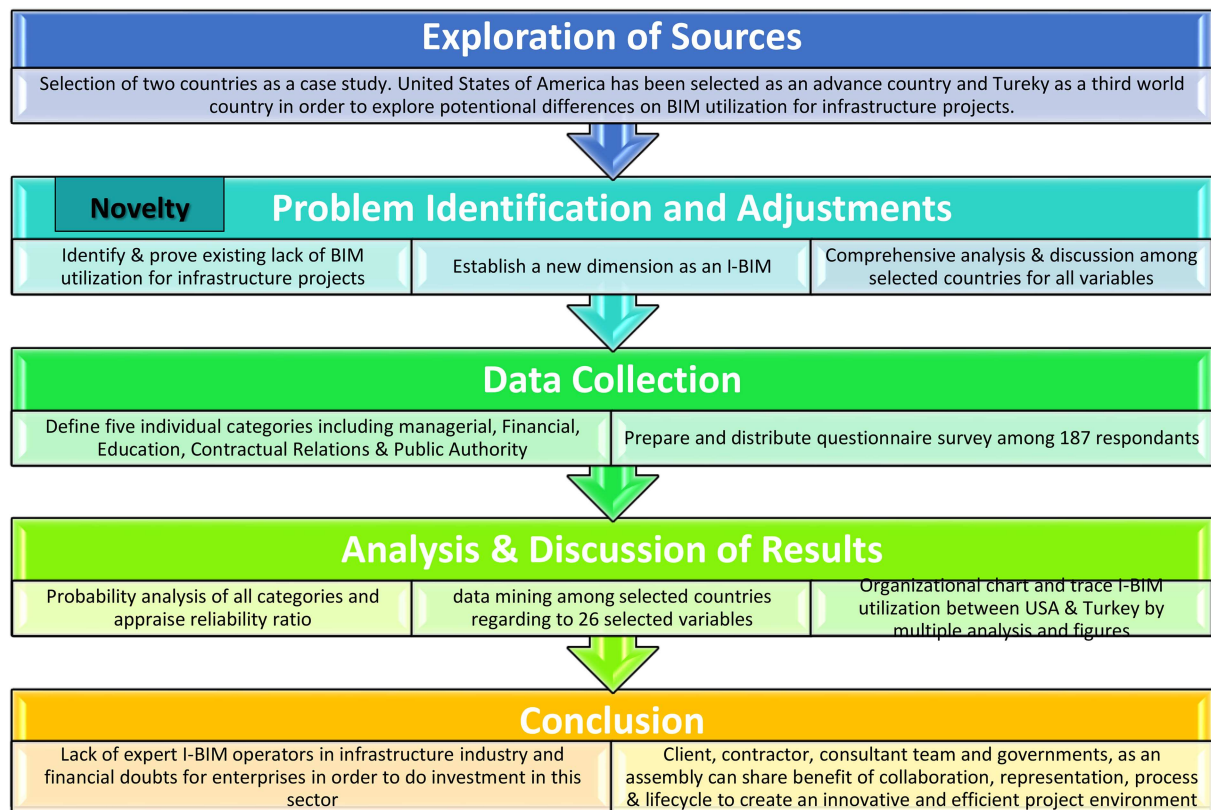 Exploration of Sources
Selection of two countries as a case study. United States of America has been selected as an advance country and Tureky as a third world
country in order to explore potentional differences on BIM utilization for infrastructure projects.
Novelty
Problem Identification and Adjustments
Identify & prove existing lack of BIM
utilization for infrastructure projects
Establish a new dimension as an I-BIM
Comprehensive analysis & discussion among
selected countries for all variables
Data Collection
Define five individual categories including managerial, Financial,
Education, Contractual Relations & Public Authority
Prepare and distribute questionnaire survey among 187 respondants
Analysis & Discussion of Results
Probability analysis of all categories and
appraise reliability ratio
data mining among selected countries
regarding to 26 selected variables
Organizational chart and trace I-BIM
utilization between USA & Turkey by
multiple analysis and figures
Conclusion
Lack of expert I-BIM operators in infrastructure industry and
financial doubts for enterprises in order to do investment in this
sector
Client, contractor, consultant team and governments, as an
assembly can share benefit of collaboration, representation, process
& lifecycle to create an innovative and efficient project environment